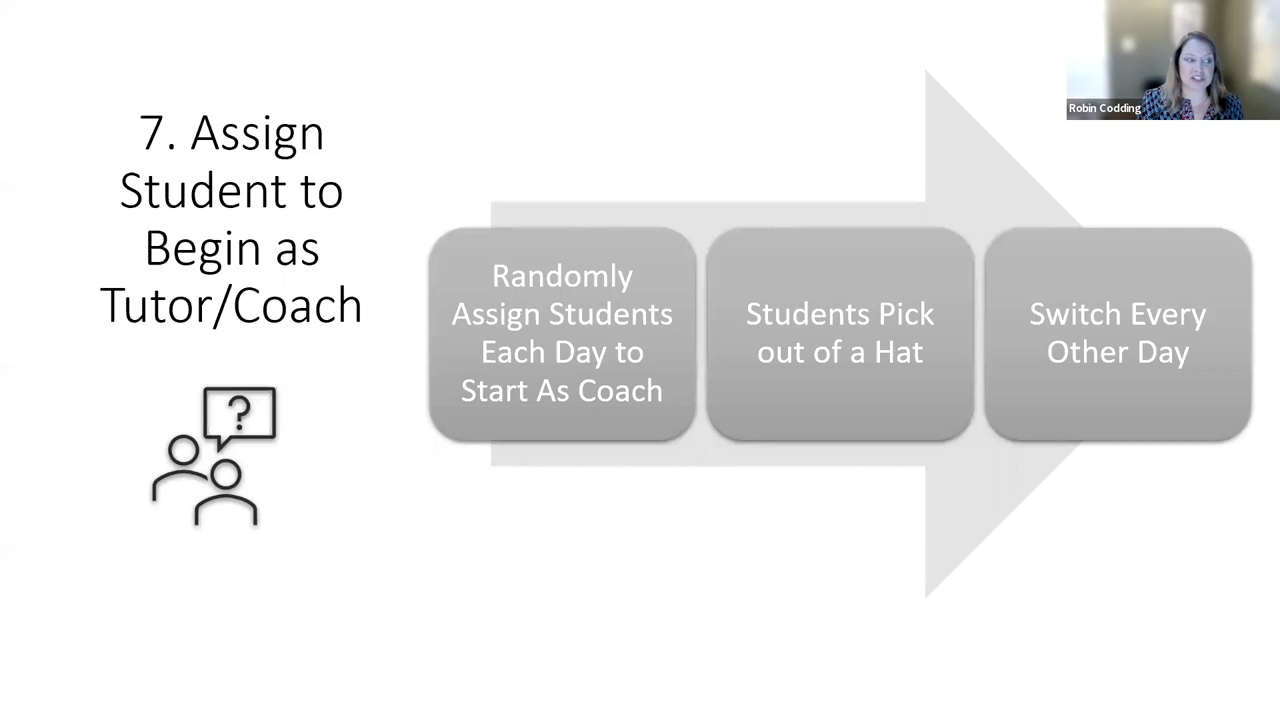 7. Assign
Student to
Begin as
Tutor/Coach
?
Randomly
Assign Students
Each Day to
Start As Coach
Students Pick
out of a Hat
Switch Every
Other Day
Robin Codding